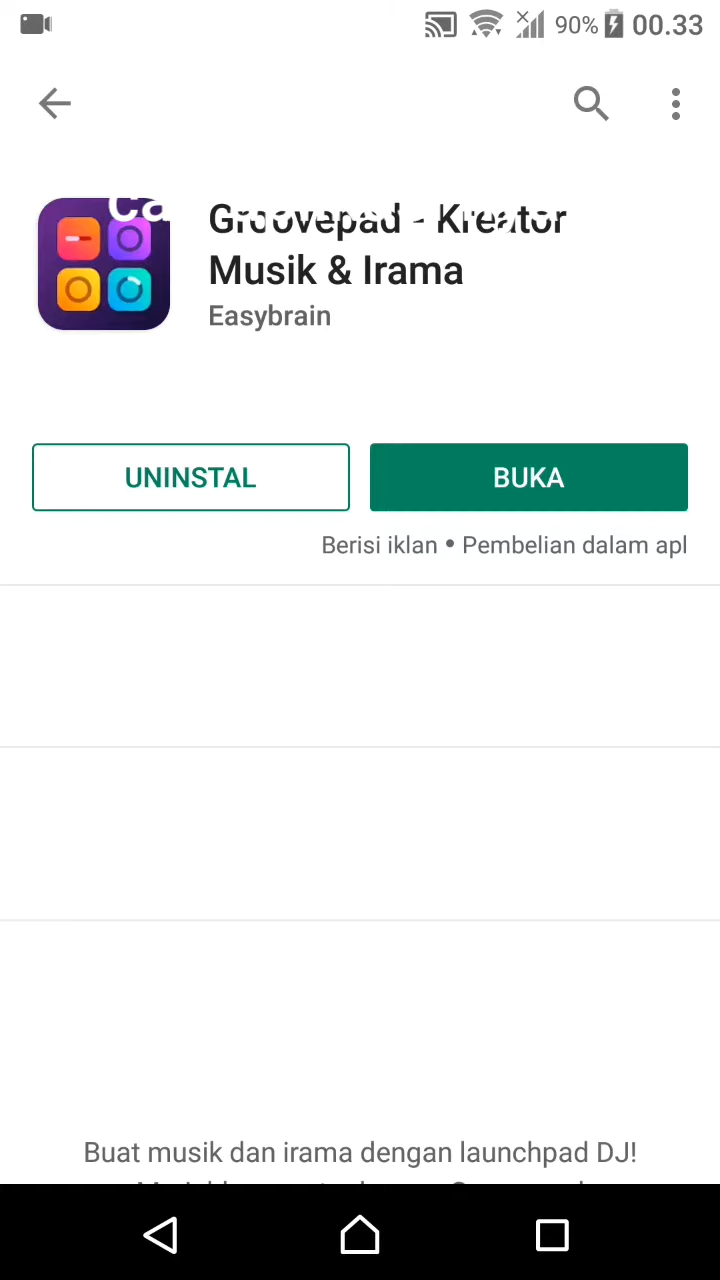 90% 00.33
Groovepad - Kreator
Musik & Irama
Easybrain
UNINSTAL
BUKA
Berisi iklan • Pembelian dalam apl
Buat musik dan irama dengan launchpad DJ!